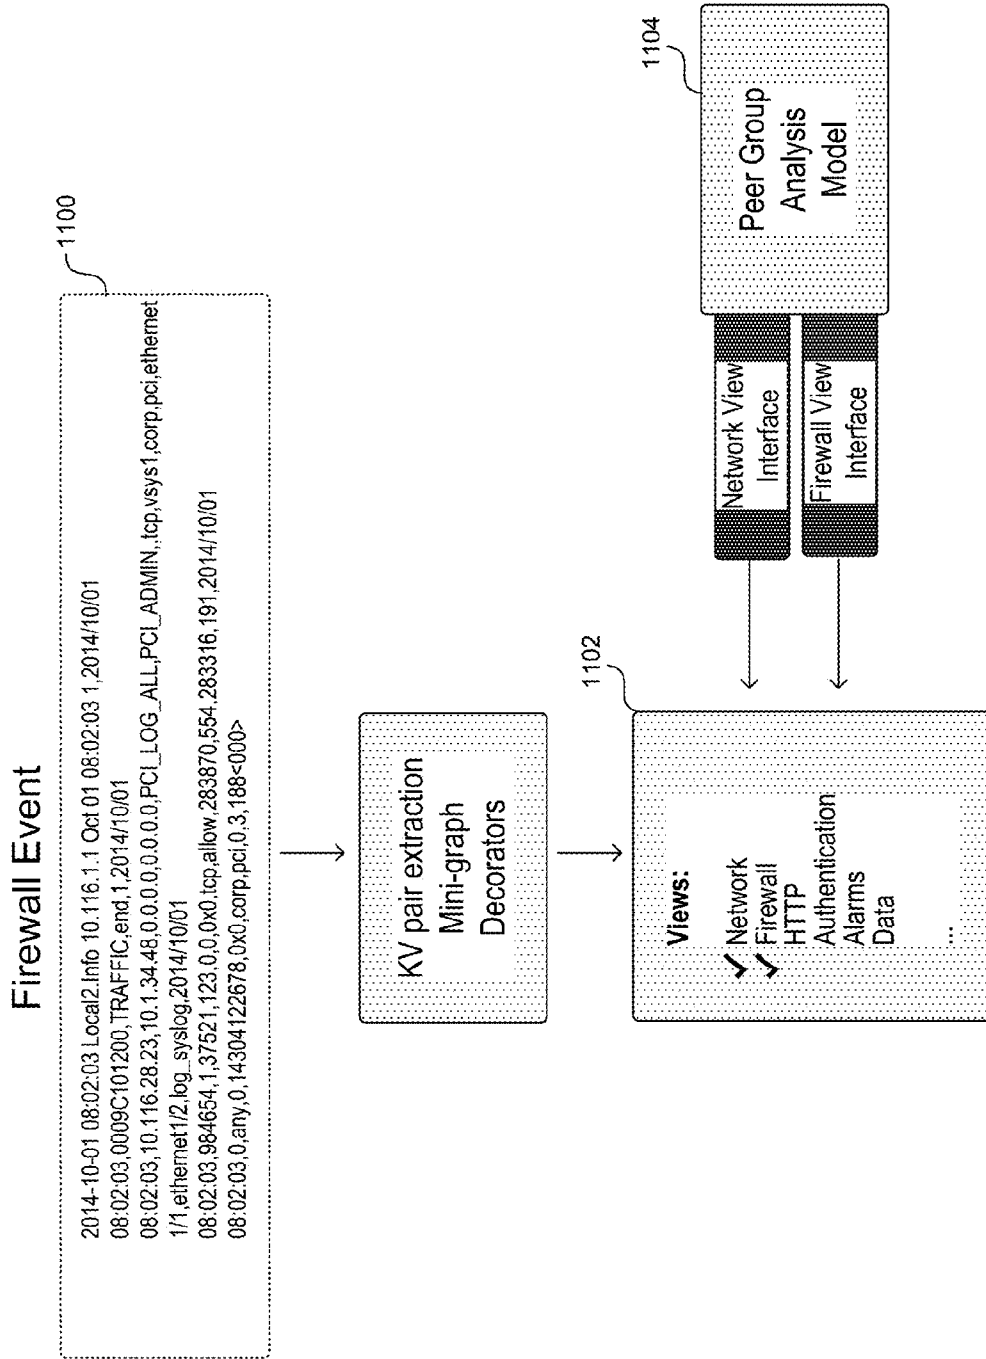 Firewall Event
1100
2014-10-01 08:02:03 Local2.Info 10.116.1.1 Oct 01 08:02:03 1,2014/10/01
08:02:03,0009C101200,TRAFFIC,end,1,2014/10/01
08:02:03,10.116.28.23,10.1.34.48,0.0.0.0,0.0.0.0,PCI_LOG_ALL,PCI_ADMIN,,tcp,vsys1,corp,pci,ethernet
1/1,ethernet1/2,log_syslog,2014/10/01
08:02:03,984654,1,37521,123,0,0,0x0,tcp,allow,283870,554,283316,191,2014/10/01
08:02:03,0,any,0,14304122678,0x0,corp,pci,0,3,188<000>
KV pair extraction
Mini-graph
Decorators
1102
Views:
Network
Firewall
HTTP
Authentication
Alarms
Data
...
Network View
Interface
Firewall View
Interface
1104
Peer Group
Analysis
Model